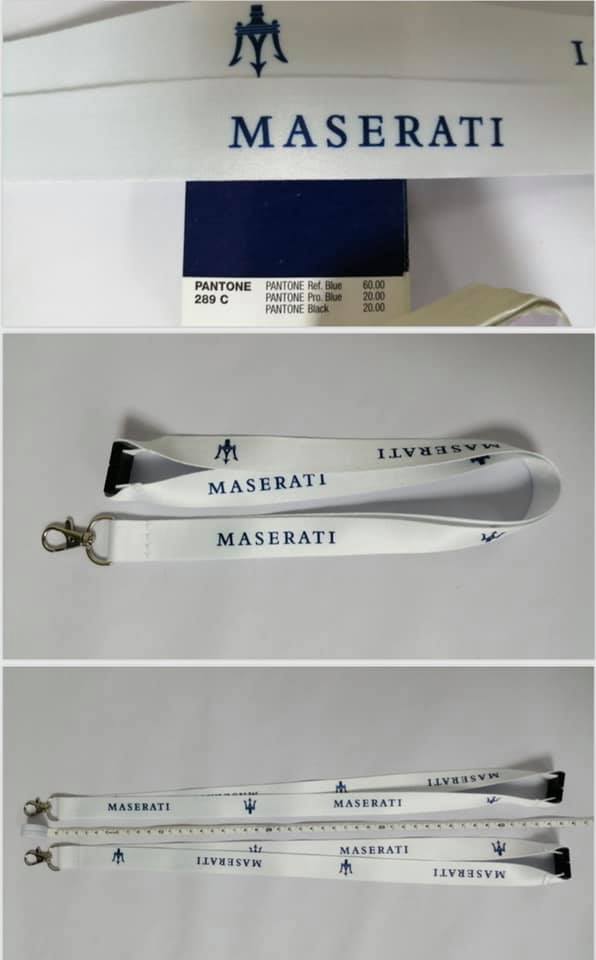 MASERATI
PANTONE
289 C
PANTONE Ref. Blue 60.00
PANTONE Pro. Blue 20.00
PANTONE Black 20.00
MASERATI
MASERATI
MASERATI
MASERATI
MASERATI
MASERATI
MASERATI
MASERATI
MASERATI